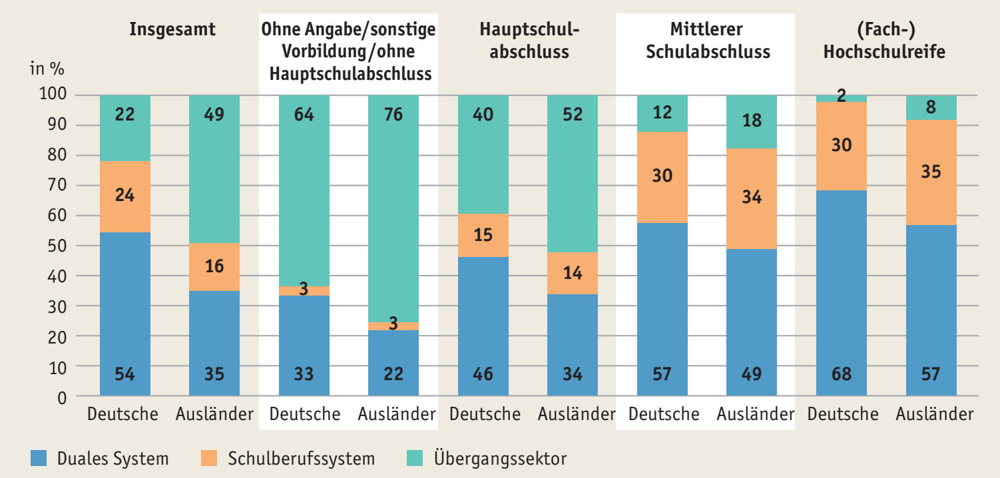 Insgesamt
Ohne Angabe/sonstige
Vorbildung/ohne
Hauptschulabschluss
Hauptschul-
abschluss
Mittlerer
Schulabschluss
(Fach-)
Hochschulreife
in %
100
90
80
70
60
50
40
30
20
10
0
22 49 64 76 40 52 12 18 2 8
24 16 3 3 15 14 30 34 30 35
54 35 33 22 46 34 57 49 68 57
Deutsche Ausländer Deutsche Ausländer Deutsche Ausländer Deutsche Ausländer Deutsche Ausländer
Duales System Schulberufssystem Übergangssektor